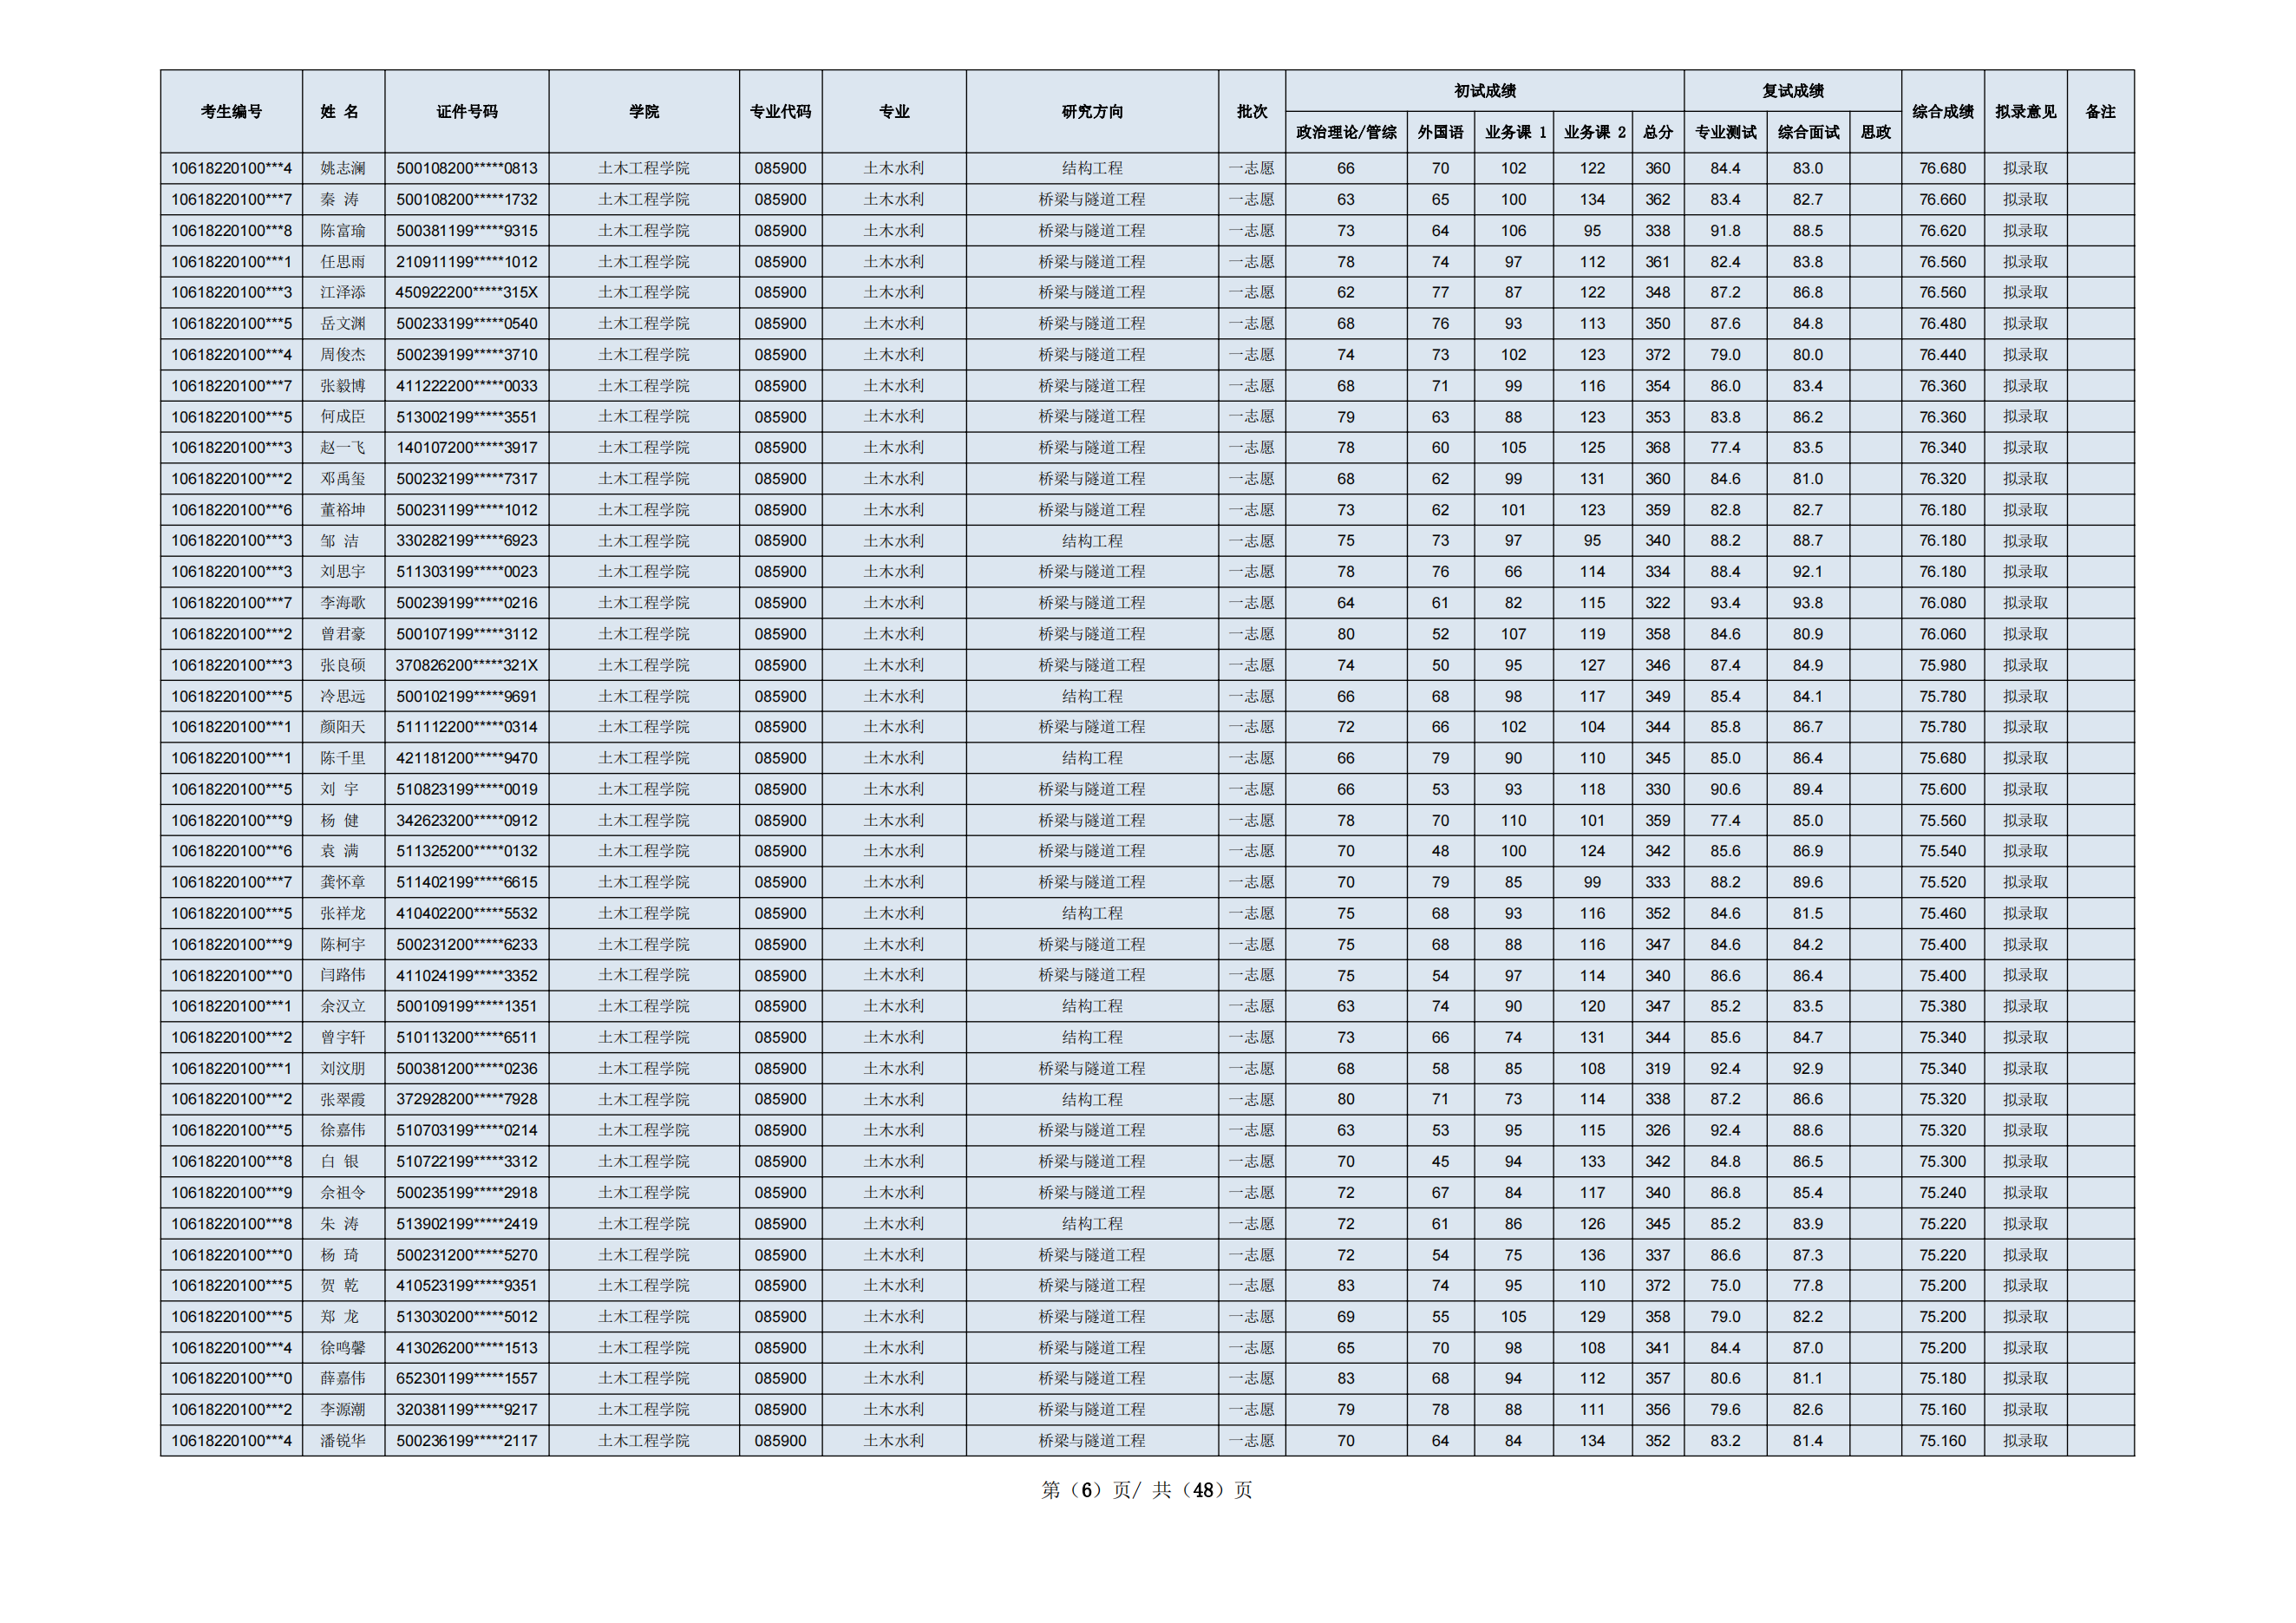 考生编号 姓 名 证件号码 学院 专业代码 专业 研究方向 批次 初试成绩 复试成绩 综合成绩 拟录意见 备注
政治理论/管综 外国语 业务课 1 业务课 2 总分 专业测试 综合面试 思政
10618220100***4 姚志澜 500108200*****0813 土木工程学院 085900 土木水利 结构工程 一志愿 66 70 102 122 360 84.4 83.0 76.680 拟录取
10618220100***7 秦 涛 500108200*****1732 土木工程学院 085900 土木水利 桥梁与隧道工程 一志愿 63 65 100 134 362 83.4 82.7 76.660 拟录取
10618220100***8 陈富瑜 500381199*****9315 土木工程学院 085900 土木水利 桥梁与隧道工程 一志愿 73 64 106 95 338 91.8 88.5 76.620 拟录取
10618220100***1 任思雨 210911199*****1012 土木工程学院 085900 土木水利 桥梁与隧道工程 一志愿 78 74 97 112 361 82.4 83.8 76.560 拟录取
10618220100***3 江泽添 450922200*****315X 土木工程学院 085900 土木水利 桥梁与隧道工程 一志愿 62 77 87 122 348 87.2 86.8 76.560 拟录取
10618220100***5 岳文渊 500233199*****0540 土木工程学院 085900 土木水利 桥梁与隧道工程 一志愿 68 76 93 113 350 87.6 84.8 76.480 拟录取
10618220100***4 周俊杰 500239199*****3710 土木工程学院 085900 土木水利 桥梁与隧道工程 一志愿 74 73 102 123 372 79.0 80.0 76.440 拟录取
10618220100***7 张毅博 411222200*****0033 土木工程学院 085900 土木水利 桥梁与隧道工程 一志愿 68 71 99 116 354 86.0 83.4 76.360 拟录取
10618220100***5 何成臣 513002199*****3551 土木工程学院 085900 土木水利 桥梁与隧道工程 一志愿 79 63 88 123 353 83.8 86.2 76.360 拟录取
10618220100***3 赵一飞 140107200*****3917 土木工程学院 085900 土木水利 桥梁与隧道工程 一志愿 78 60 105 125 368 77.4 83.5 76.340 拟录取
10618220100***2 邓禹玺 500232199*****7317 土木工程学院 085900 土木水利 桥梁与隧道工程 一志愿 68 62 99 131 360 84.6 81.0 76.320 拟录取
10618220100***6 董裕坤 500231199*****1012 土木工程学院 085900 土木水利 桥梁与隧道工程 一志愿 73 62 101 123 359 82.8 82.7 76.180 拟录取
10618220100***3 邹 洁 330282199*****6923 土木工程学院 085900 土木水利 结构工程 一志愿 75 73 97 95 340 88.2 88.7 76.180 拟录取
10618220100***3 刘思宇 511303199*****0023 土木工程学院 085900 土木水利 桥梁与隧道工程 一志愿 78 76 66 114 334 88.4 92.1 76.180 拟录取
10618220100***7 李海歌 500239199*****0216 土木工程学院 085900 土木水利 桥梁与隧道工程 一志愿 64 61 82 115 322 93.4 93.8 76.080 拟录取
10618220100***2 曾君豪 500107199*****3112 土木工程学院 085900 土木水利 桥梁与隧道工程 一志愿 80 52 107 119 358 84.6 80.9 76.060 拟录取
10618220100***3 张良硕 370826200*****321X 土木工程学院 085900 土木水利 桥梁与隧道工程 一志愿 74 50 95 127 346 87.4 84.9 75.980 拟录取
10618220100***5 冷思远 500102199*****9691 土木工程学院 085900 土木水利 结构工程 一志愿 66 68 98 117 349 85.4 84.1 75.780 拟录取
10618220100***1 颜阳天 511112200*****0314 土木工程学院 085900 土木水利 桥梁与隧道工程 一志愿 72 66 102 104 344 85.8 86.7 75.780 拟录取
10618220100***1 陈千里 421181200*****9470 土木工程学院 085900 土木水利 结构工程 一志愿 66 79 90 110 345 85.0 86.4 75.680 拟录取
10618220100***5 刘 宇 510823199*****0019 土木工程学院 085900 土木水利 桥梁与隧道工程 一志愿 66 53 93 118 330 90.6 89.4 75.600 拟录取
10618220100***9 杨 健 342623200*****0912 土木工程学院 085900 土木水利 桥梁与隧道工程 一志愿 78 70 110 101 359 77.4 85.0 75.560 拟录取
10618220100***6 袁 满 511325200*****0132 土木工程学院 085900 土木水利 桥梁与隧道工程 一志愿 70 48 100 124 342 85.6 86.9 75.540 拟录取
10618220100***7 龚怀章 511402199*****6615 土木工程学院 085900 土木水利 桥梁与隧道工程 一志愿 70 79 85 99 333 88.2 89.6 75.520 拟录取
10618220100***5 张祥龙 410402200*****5532 土木工程学院 085900 土木水利 结构工程 一志愿 75 68 93 116 352 84.6 81.5 75.460 拟录取
10618220100***9 陈柯宇 500231200*****6233 土木工程学院 085900 土木水利 桥梁与隧道工程 一志愿 75 68 88 116 347 84.6 84.2 75.400 拟录取
10618220100***0 闫路伟 411024199*****3352 土木工程学院 085900 土木水利 桥梁与隧道工程 一志愿 75 54 97 114 340 86.6 86.4 75.400 拟录取
10618220100***1 余汉立 500109199*****1351 土木工程学院 085900 土木水利 结构工程 一志愿 63 74 90 120 347 85.2 83.5 75.380 拟录取
10618220100***2 曾宇轩 510113200*****6511 土木工程学院 085900 土木水利 结构工程 一志愿 73 66 74 131 344 85.6 84.7 75.340 拟录取
10618220100***1 刘汶朋 500381200*****0236 土木工程学院 085900 土木水利 桥梁与隧道工程 一志愿 68 58 85 108 319 92.4 92.9 75.340 拟录取
10618220100***2 张翠霞 372928200*****7928 土木工程学院 085900 土木水利 结构工程 一志愿 80 71 73 114 338 87.2 86.6 75.320 拟录取
10618220100***5 徐嘉伟 510703199*****0214 土木工程学院 085900 土木水利 桥梁与隧道工程 一志愿 63 53 95 115 326 92.4 88.6 75.320 拟录取
10618220100***8 白 银 510722199*****3312 土木工程学院 085900 土木水利 桥梁与隧道工程 一志愿 70 45 94 133 342 84.8 86.5 75.300 拟录取
10618220100***9 佘祖令 500235199*****2918 土木工程学院 085900 土木水利 桥梁与隧道工程 一志愿 72 67 84 117 340 86.8 85.4 75.240 拟录取
10618220100***8 朱 涛 513902199*****2419 土木工程学院 085900 土木水利 结构工程 一志愿 72 61 86 126 345 85.2 83.9 75.220 拟录取
10618220100***0 杨 琦 500231200*****5270 土木工程学院 085900 土木水利 桥梁与隧道工程 一志愿 72 54 75 136 337 86.6 87.3 75.220 拟录取
10618220100***5 贺 乾 410523199*****9351 土木工程学院 085900 土木水利 桥梁与隧道工程 一志愿 83 74 95 110 372 75.0 77.8 75.200 拟录取
10618220100***5 郑 龙 513030200*****5012 土木工程学院 085900 土木水利 桥梁与隧道工程 一志愿 69 55 105 129 358 79.0 82.2 75.200 拟录取
10618220100***4 徐鸣馨 413026200*****1513 土木工程学院 085900 土木水利 桥梁与隧道工程 一志愿 65 70 98 108 341 84.4 87.0 75.200 拟录取
10618220100***0 薛嘉伟 652301199*****1557 土木工程学院 085900 土木水利 桥梁与隧道工程 一志愿 83 68 94 112 357 80.6 81.1 75.180 拟录取
10618220100***2 李源潮 320381199*****9217 土木工程学院 085900 土木水利 桥梁与隧道工程 一志愿 79 78 88 111 356 79.6 82.6 75.160 拟录取
10618220100***4 潘锐华 500236199*****2117 土木工程学院 085900 土木水利 桥梁与隧道工程 一志愿 70 64 84 134 352 83.2 81.4 75.160 拟录取
第（6）页/ 共（48）页